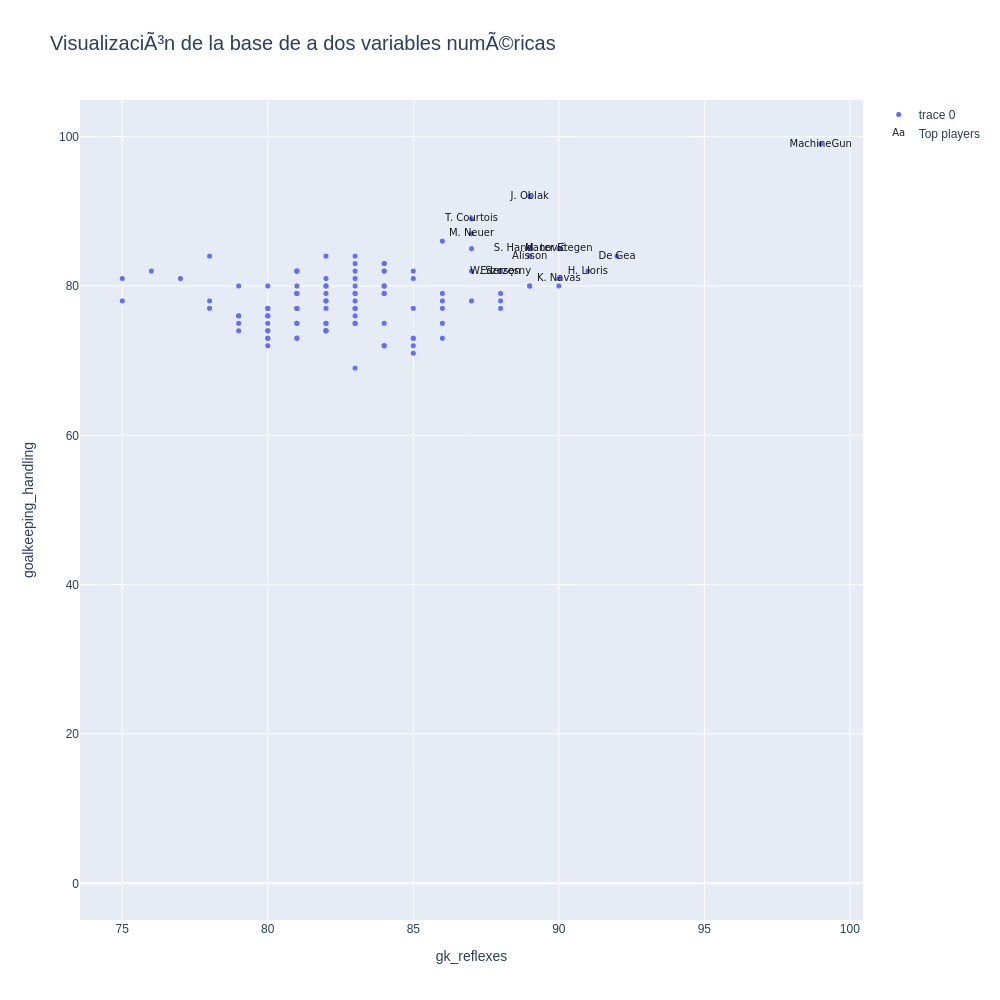 VisualizaciÃ³n de la base de a dos variables numÃ©ricas
trace 0
Aa Top players
100
80
60
40
20
0
goalkeeping_handling
MachineGun
J. Oblak
T. Courtois
M. Neuer
S. Handanovič
Alisson
De Gea
H. Lloris
K. Navas
75 80 85 90 95 100
gk_reflexes